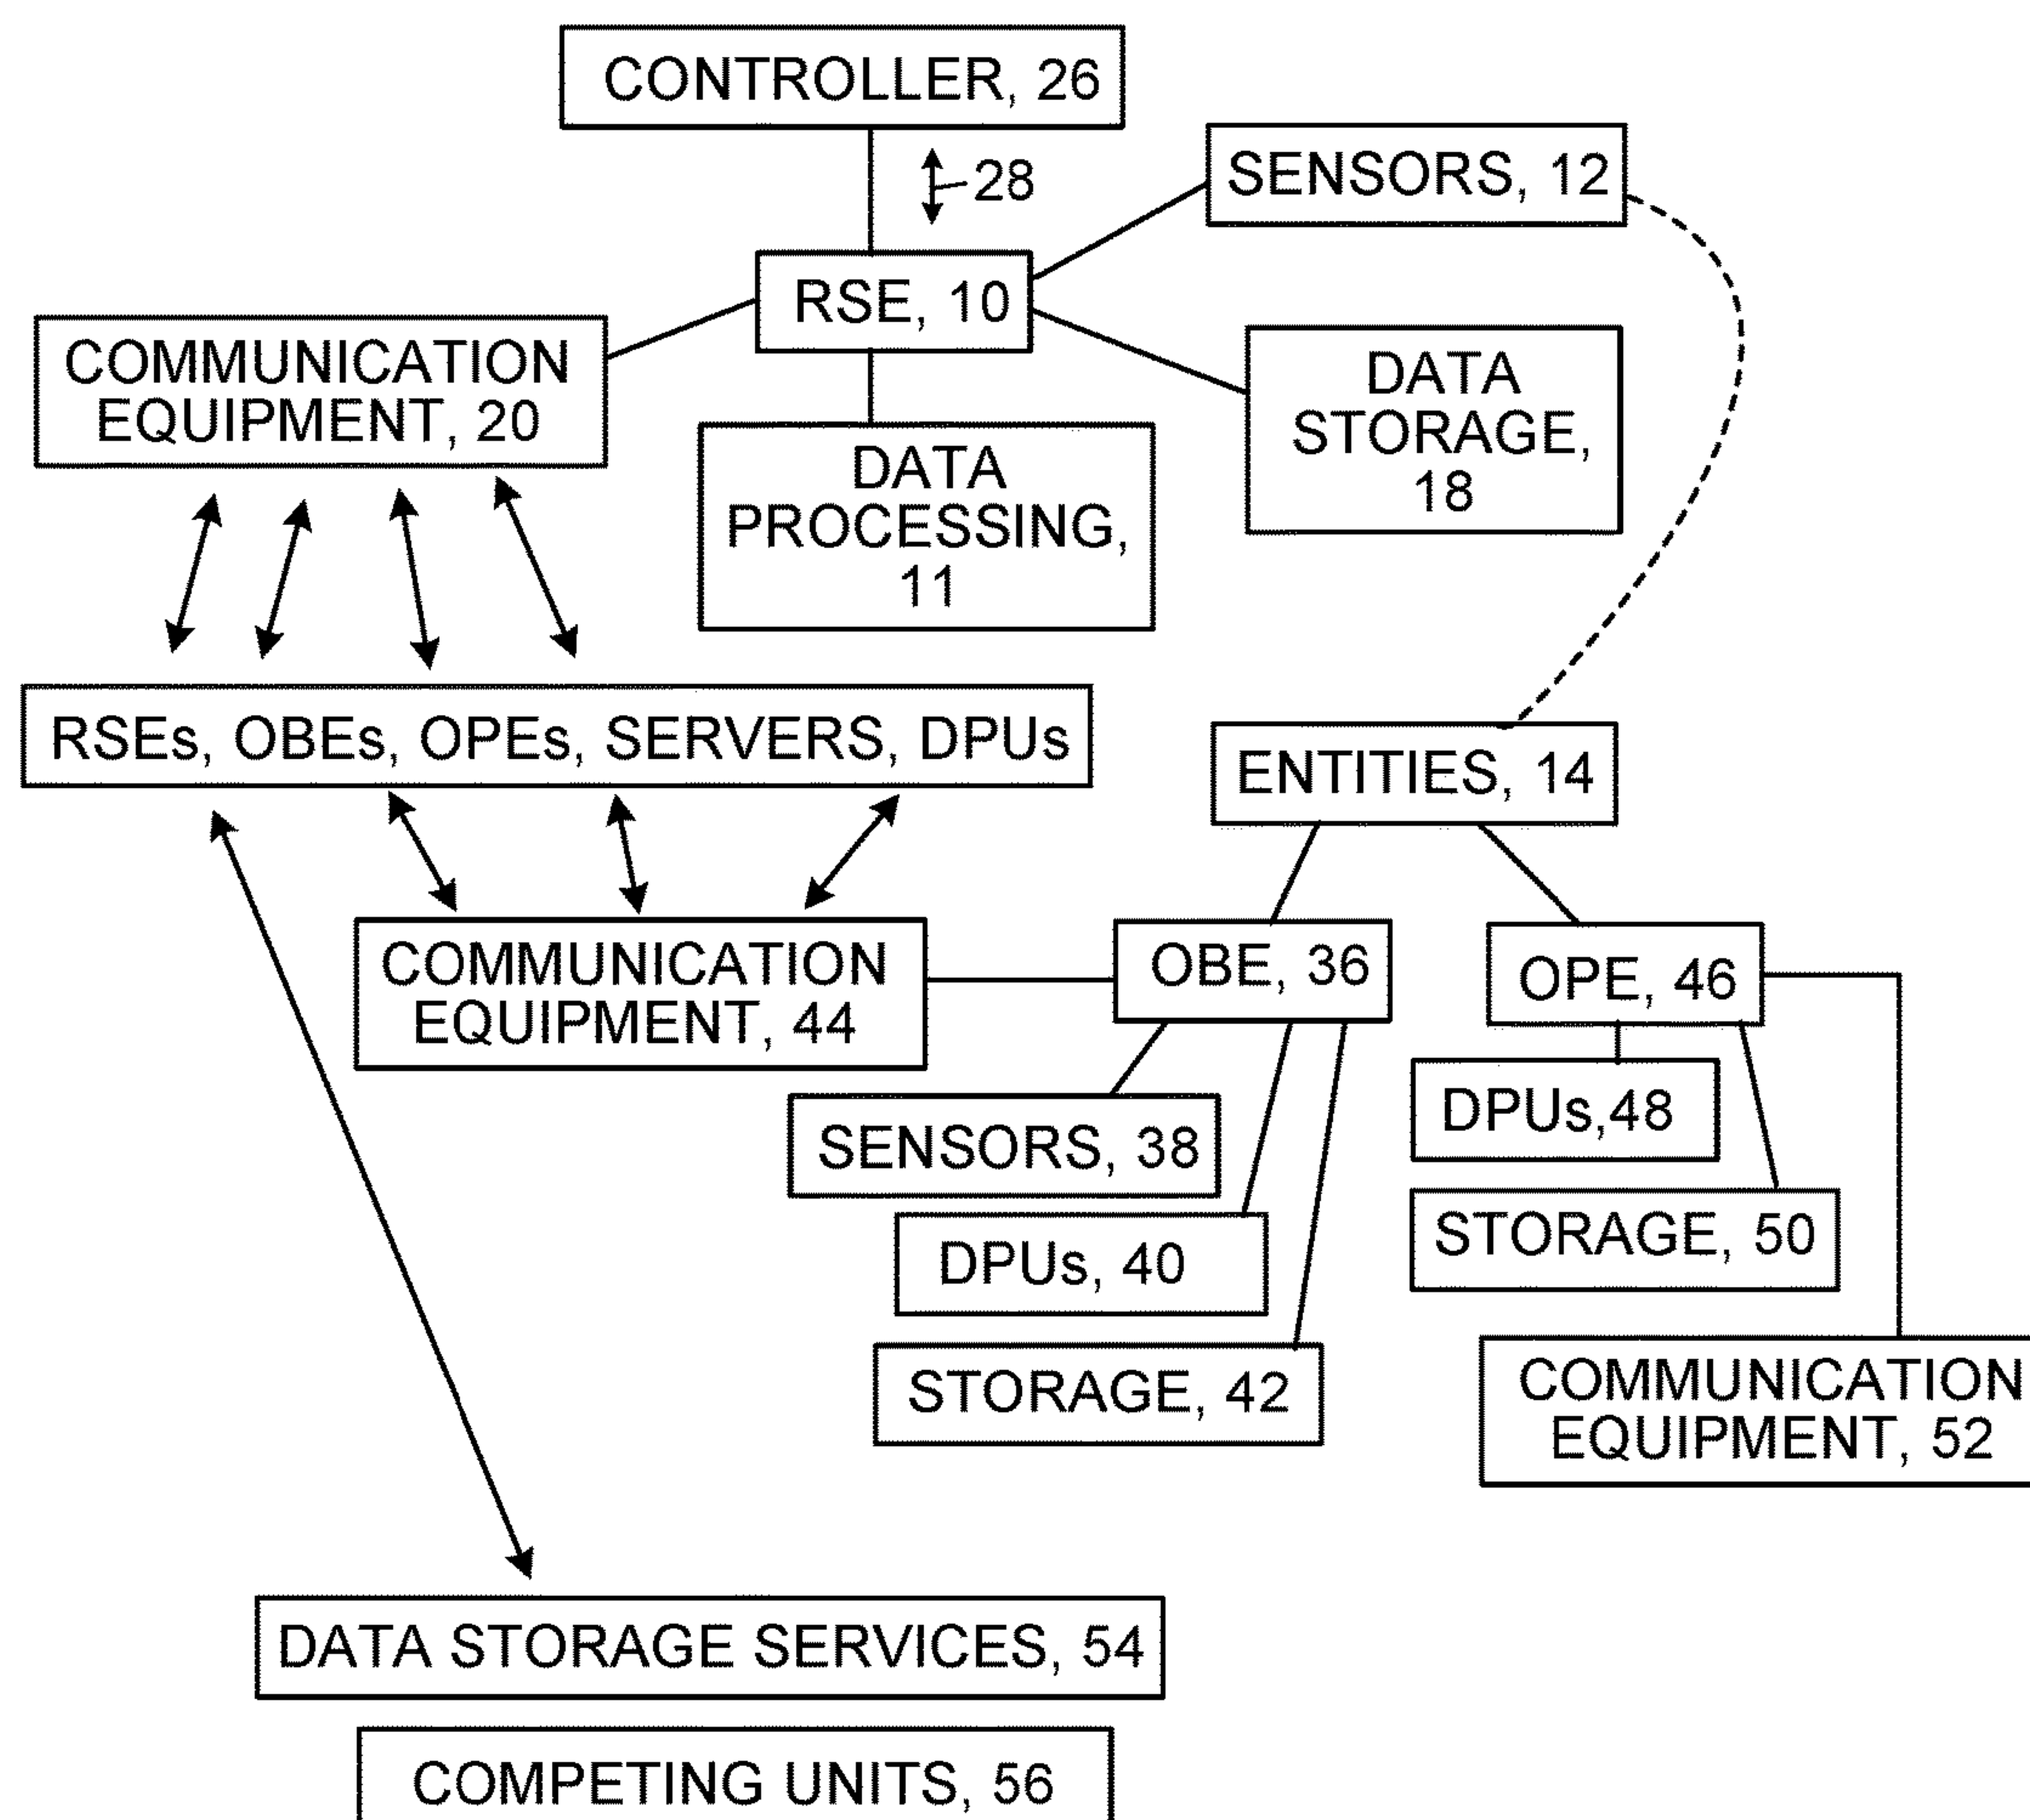 CONTROLLER, 26
28
SENSORS, 12
RSE, 10
COMMUNICATION
EQUIPMENT, 20
DATA
STORAGE,
18
DATA
PROCESSING,
11
RSEs, OBEs, OPEs, SERVERS, DPUs
ENTITIES, 14
COMMUNICATION
EQUIPMENT, 44
OBE, 36
OPE, 46
SENSORS, 38
DPUs,48
DPUs, 40
STORAGE, 50
STORAGE, 42
COMMUNICATION
EQUIPMENT, 52
DATA STORAGE SERVICES, 54
COMPETING UNITS, 56